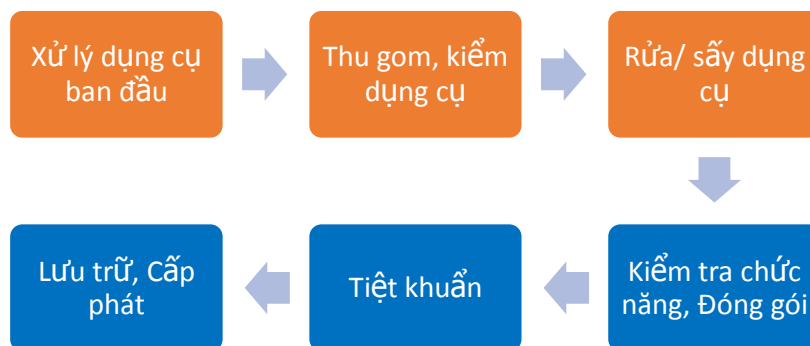 Xử lý dụng cụ
ban đầu
Thu gom, kiểm
dụng cụ
Rửa/ sấy dụng
cụ
Kiểm tra chức
năng, Đóng gói
Tiệt khuẩn
Lưu trữ, Cấp
phát